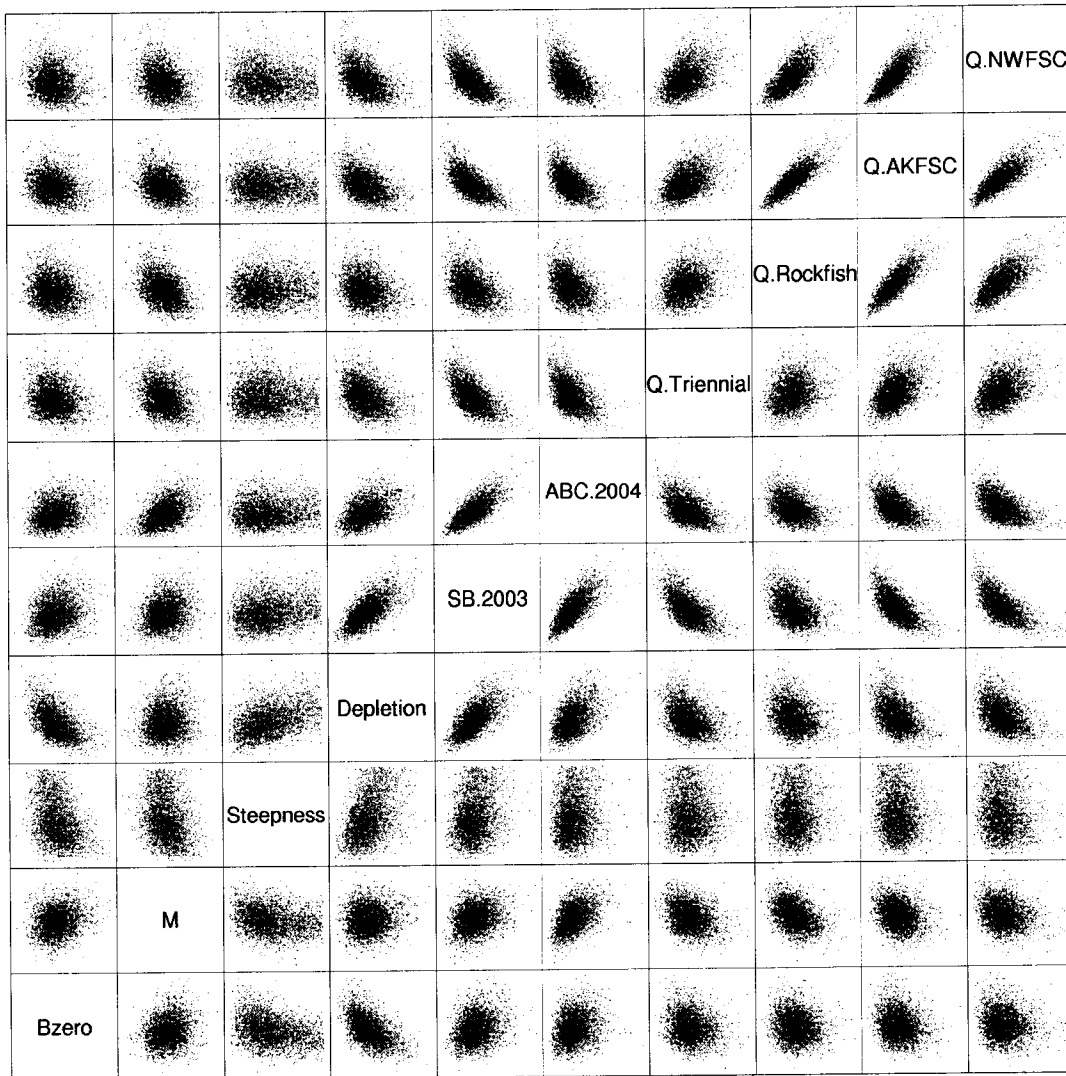 Q.NWFSC
Q.AKFSC
Q.Rockfish
Q.Triennial
ABC.2004
SB.2003
Depletion
Steepness
M
Bzero